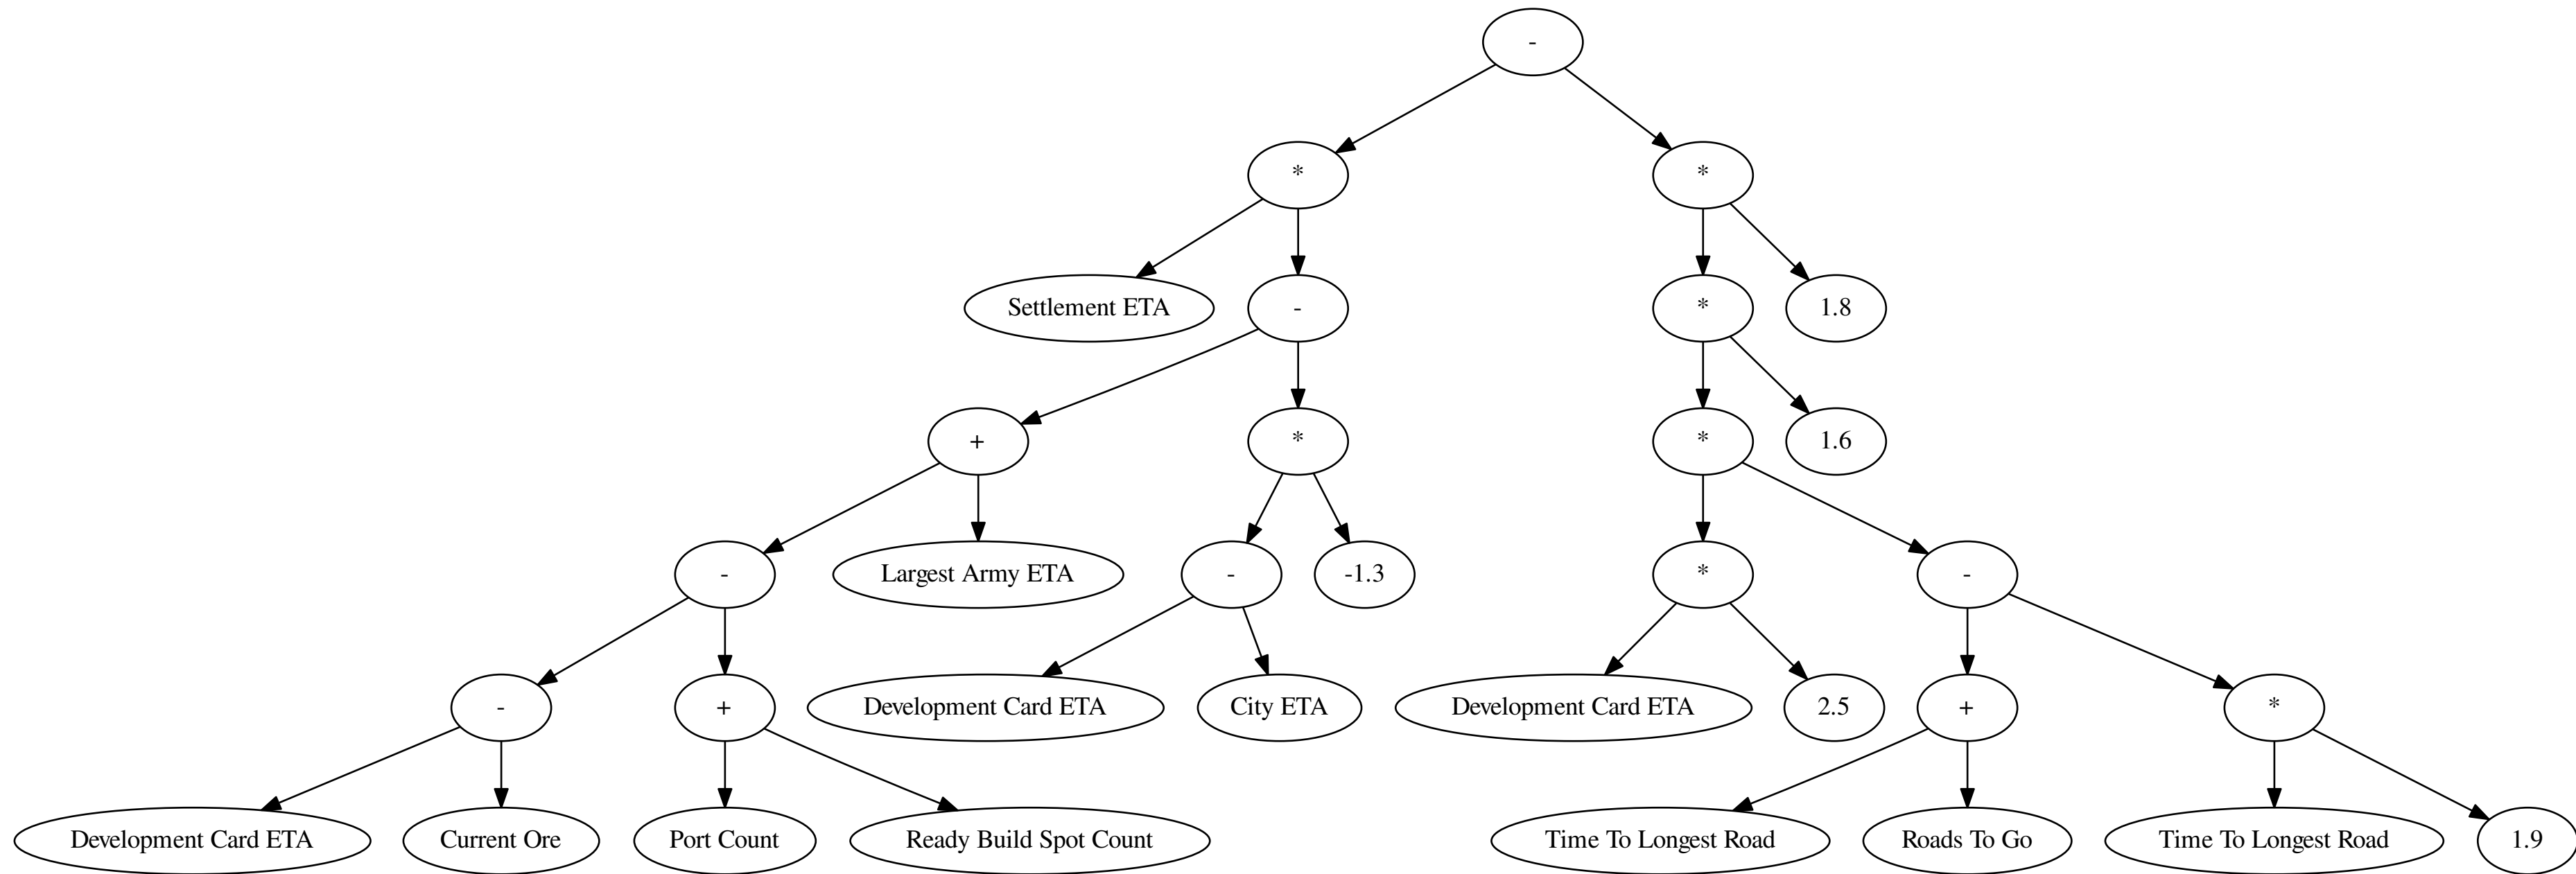 -
*
*
Settlement ETA
-
*
1.8
+
*
*
1.6
-
Largest Army ETA
-
-1.3
*
-
-
+
Development Card ETA
City ETA
Development Card ETA
2.5
+
*
Development Card ETA
Current Ore
Port Count
Ready Build Spot Count
Time To Longest Road
Roads To Go
Time To Longest Road
1.9